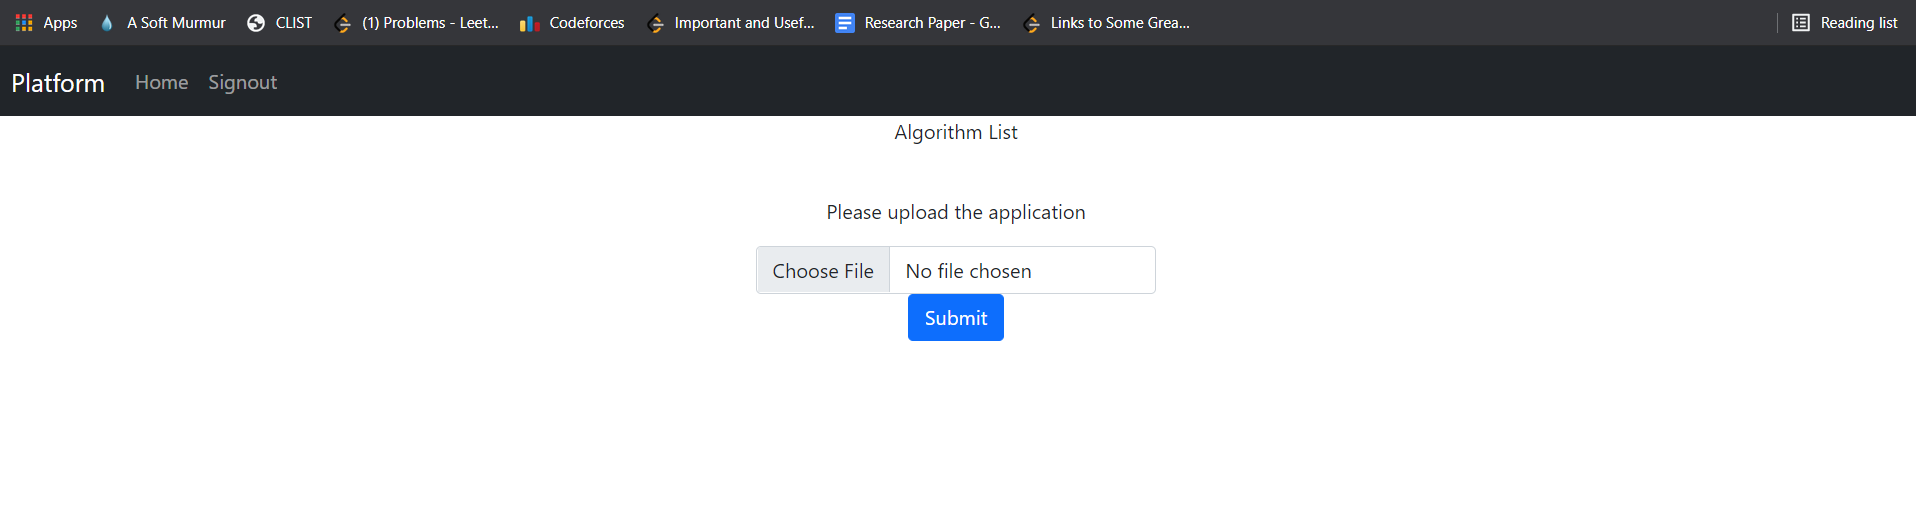 Apps A Soft Murmur CLIST (1) Problems - Leet... Codeforces Important and Usef... Research Paper - G... Links to Some Grea... Reading list
Platform Home Signout
Algorithm List
Please upload the application
Choose File No file chosen
Submit